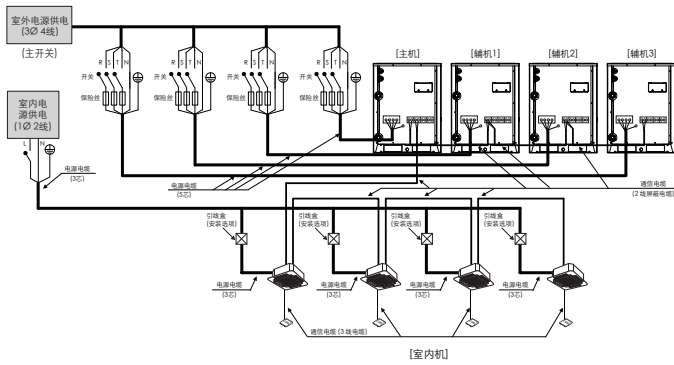 室外电源供电
(3Ø 4线)
(主开关)
R S T N
R S T N
R S T N
R S T N
开关
开关
开关
开关
保险丝
保险丝
保险丝
保险丝
[主机]
[辅机1]
[辅机2]
[辅机3]
室内电
源供电
(1Ø 2线)
L N
电源电缆
(3芯)
电源电缆
(5芯)
通信电缆
(2 线屏蔽电缆)
引线盒
(安装选项)
引线盒
(安装选项)
引线盒
(安装选项)
引线盒
(安装选项)
电源电缆
(3芯)
电源电缆
(3芯)
电源电缆
(3芯)
电源电缆
(3芯)
通信电缆 (3 线电缆)
[室内机]